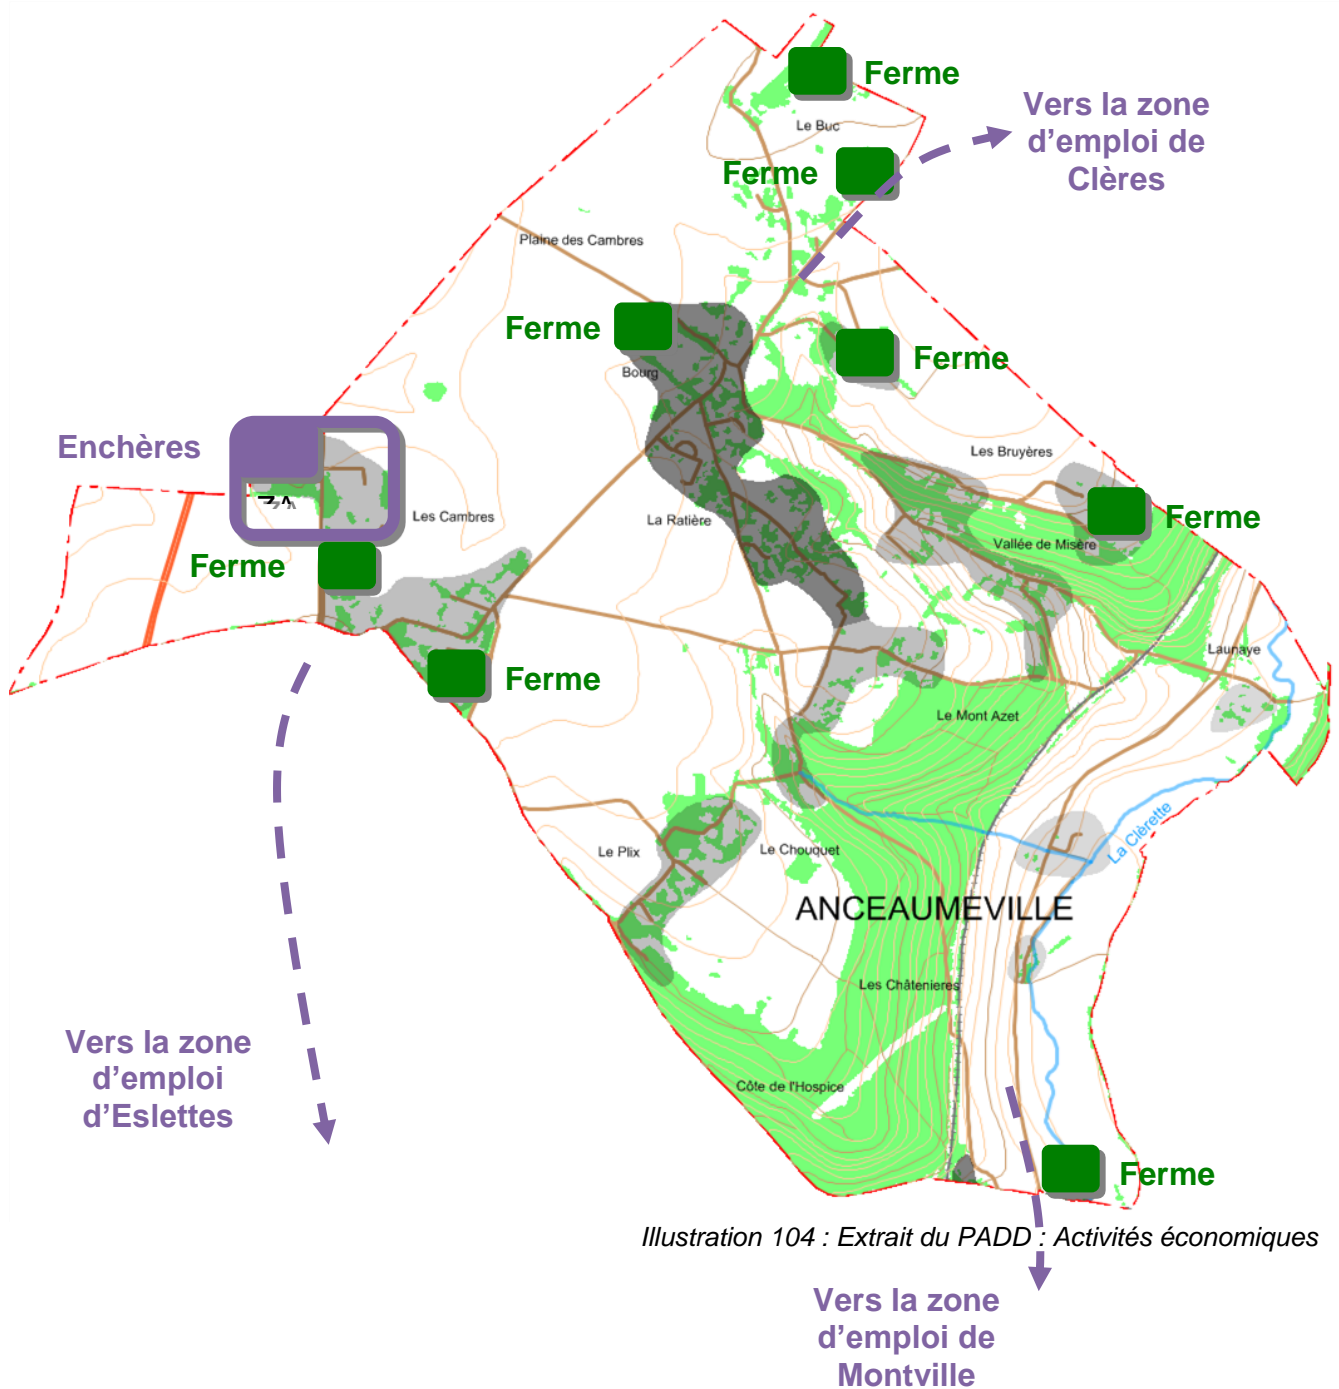 Ferme
Vers la zone
d’emploi de
Clères
Le Buc
Ferme
Plaine des Cambres
Ferme
Ferme
Bourg
Enchères
Les Bruyères
Les Cambres
La Ratière
Ferme
Vallée de Misère
Ferme
Launaye
Ferme
Le Mont Azet
La Clèrette
Le Plix
Le Chouquet
ANCEAUMEVILLE
Les Châtenieres
Vers la zone
d’emploi
d’Eslettes
Côte de l'Hospice
Ferme
Illustration 104 : Extrait du PADD : Activités économiques
Vers la zone
d’emploi de
Montville